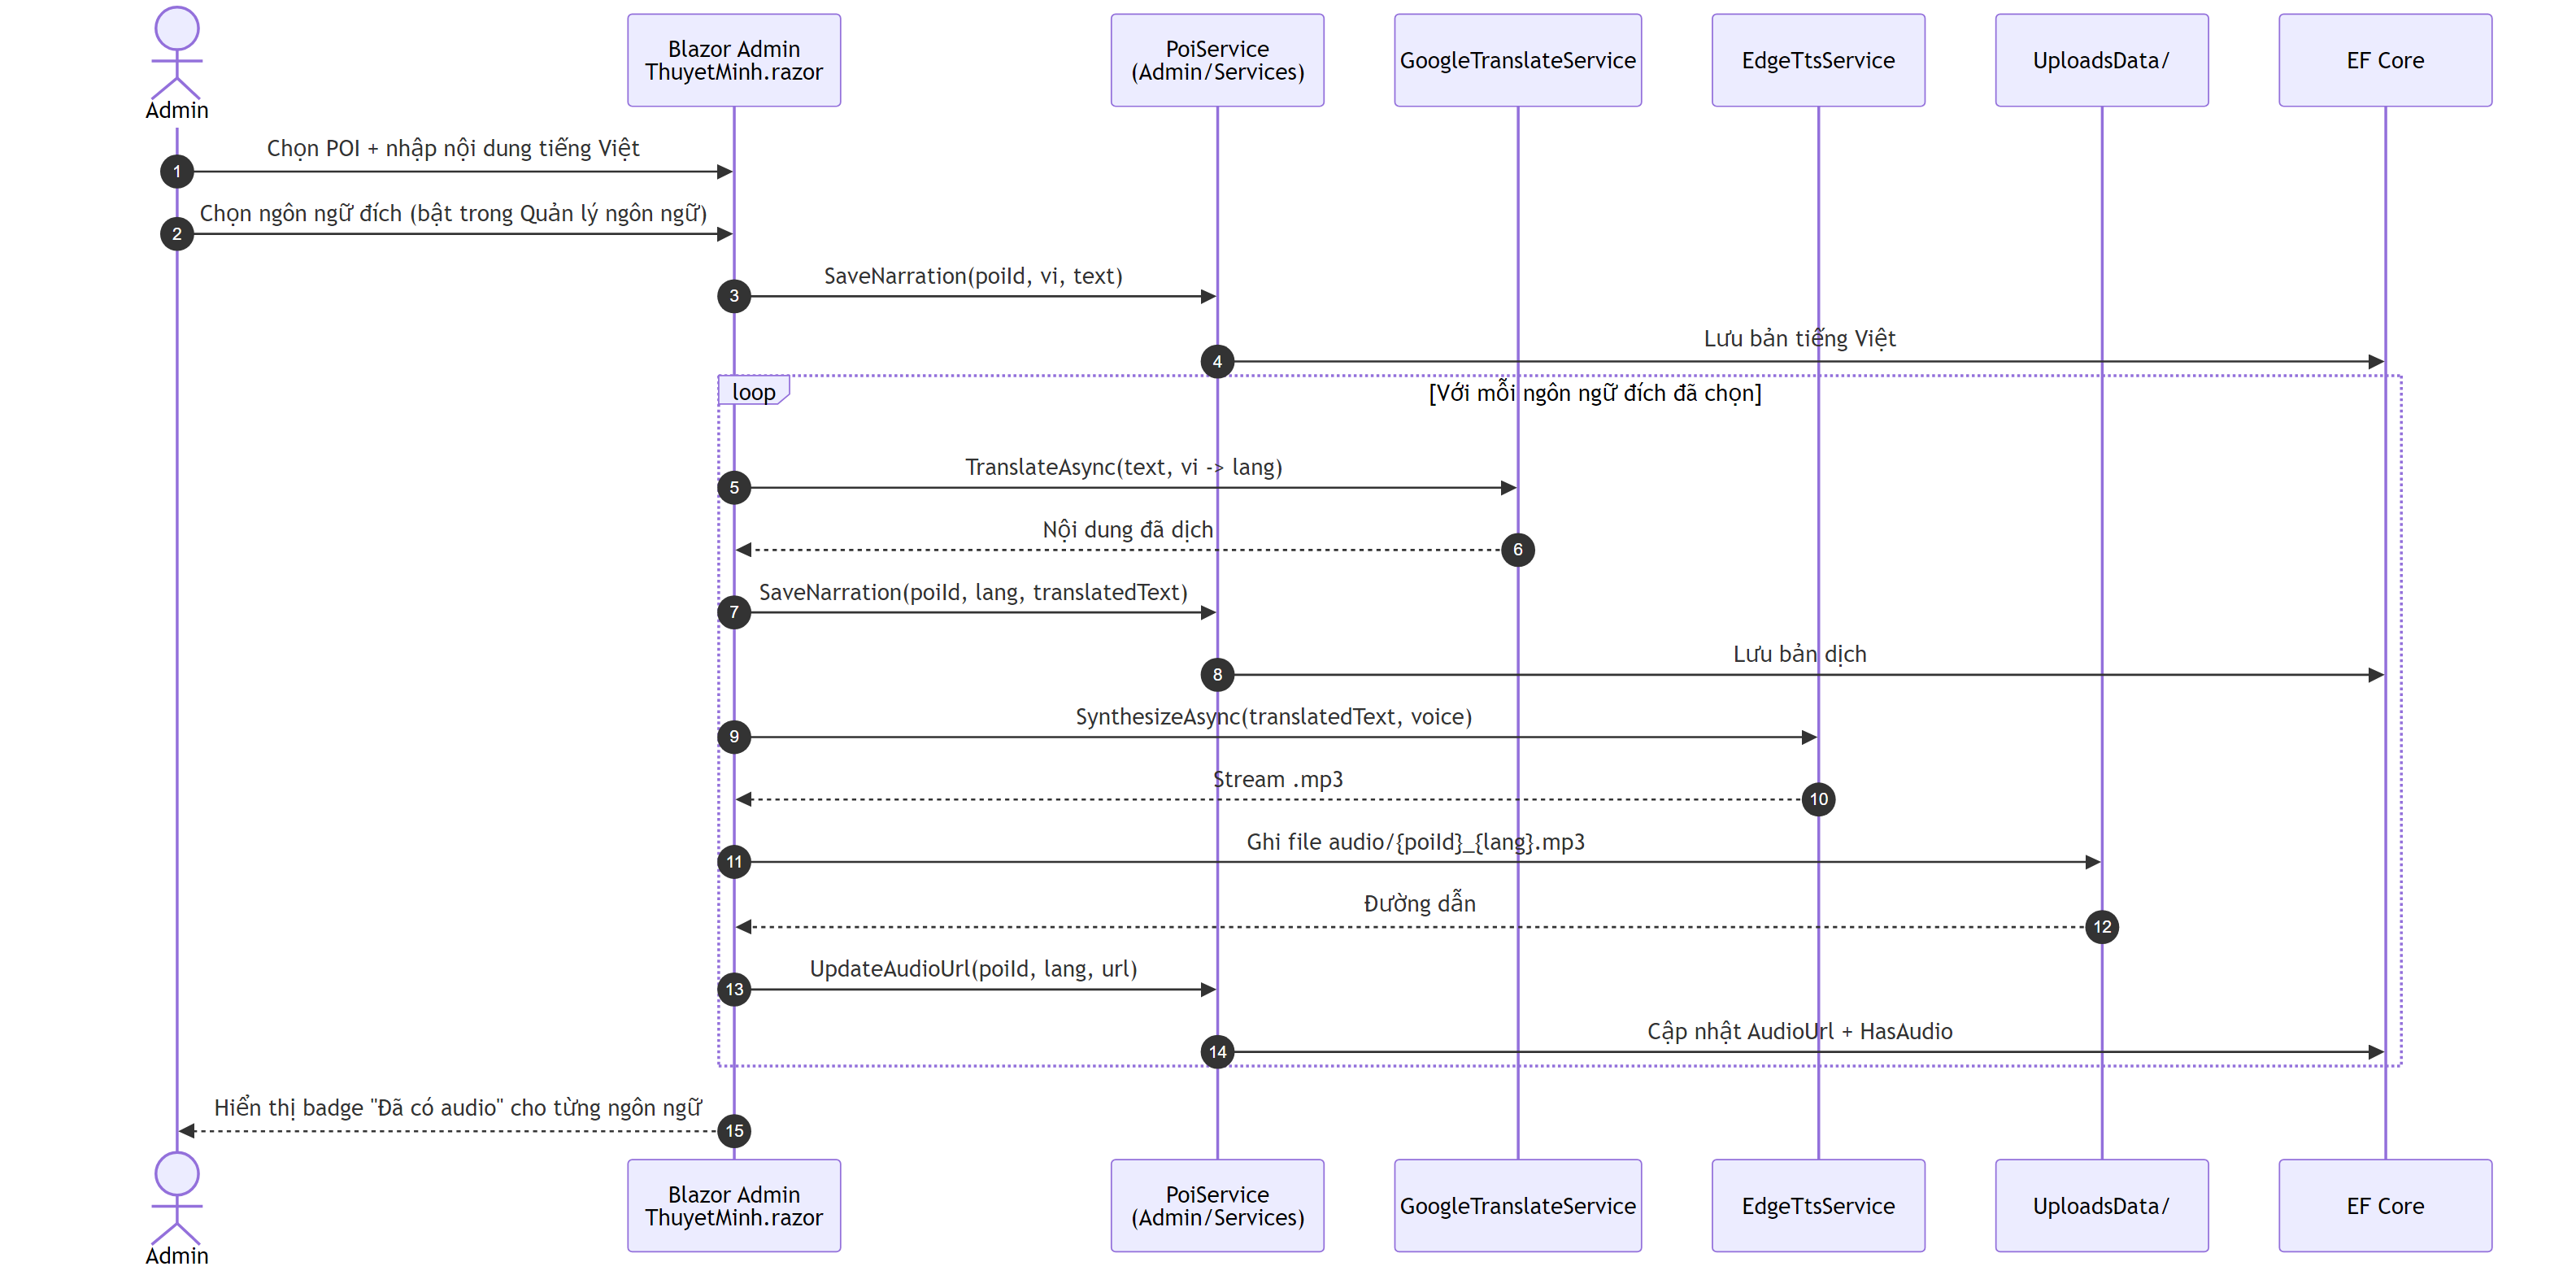 Admin
Blazor Admin
ThuyetMinh.razor
PoiService
(Admin/Services)
GoogleTranslateService
EdgeTtsService
UploadsData/
EF Core
Chọn POI + nhập nội dung tiếng Việt
1
Chọn ngôn ngữ đích (bật trong Quản lý ngôn ngữ)
2
SaveNarration(poiId, vi, text)
3
Lưu bản tiếng Việt
4
loop
[Với mỗi ngôn ngữ đích đã chọn]
TranslateAsync(text, vi -> lang)
5
Nội dung đã dịch
6
SaveNarration(poiId, lang, translatedText)
7
Lưu bản dịch
8
SynthesizeAsync(translatedText, voice)
9
Stream .mp3
10
Ghi file audio/{poiId}_{lang}.mp3
11
Đường dẫn
12
UpdateAudioUrl(poiId, lang, url)
13
Cập nhật AudioUrl + HasAudio
14
Hiển thị badge "Đã có audio" cho từng ngôn ngữ
15
Admin
Blazor Admin
ThuyetMinh.razor
PoiService
(Admin/Services)
GoogleTranslateService
EdgeTtsService
UploadsData/
EF Core